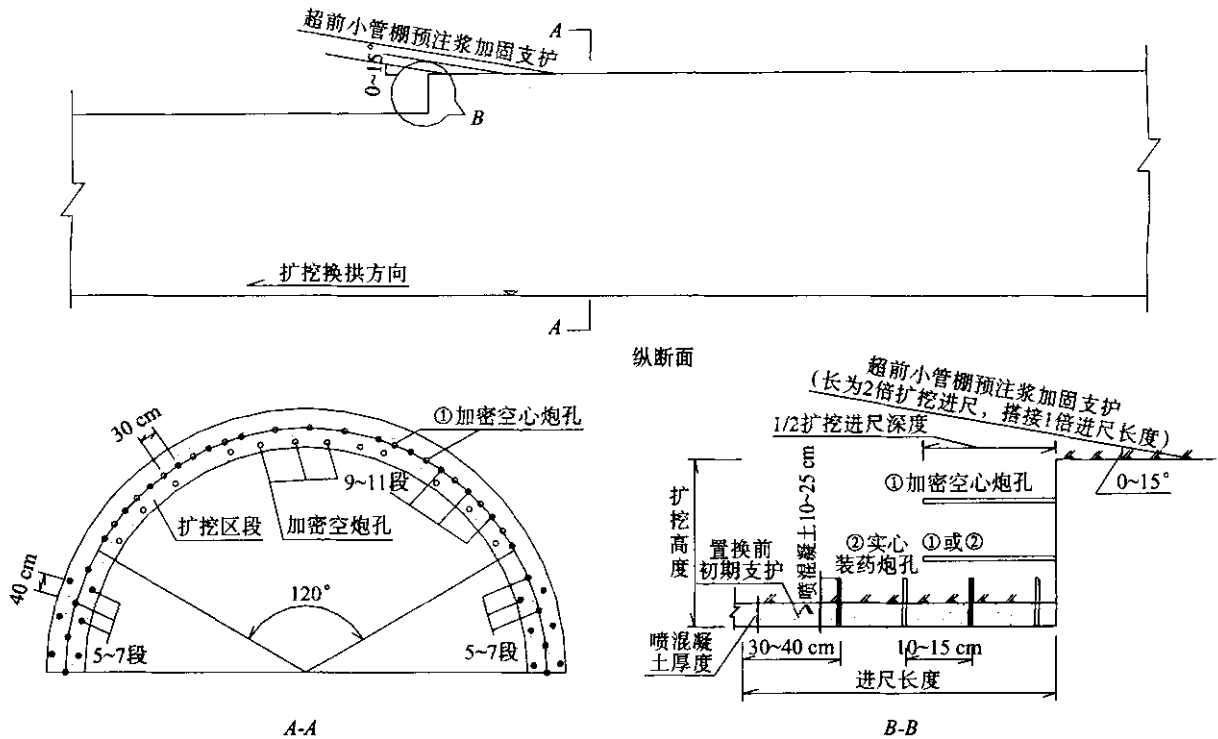 超前小管棚预注浆加固支护
A
0~15°
B
扩挖换拱方向
A
纵断面
30 cm
①加密空心炮孔
9~11段
扩挖区段
加密空炮孔
40 cm
120°
5~7段
5~7段
A-A
超前小管棚预注浆加固支护
(长为2倍扩挖进尺，搭接1倍进尺长度)
1/2扩挖进尺深度
0~15°
①加密空心炮孔
扩挖高度
喷混凝土10~25 cm
置换前
初期支护
②实心
装药炮孔
①或②
喷混凝
土厚度
30~40 cm
10~15 cm
进尺长度
B-B